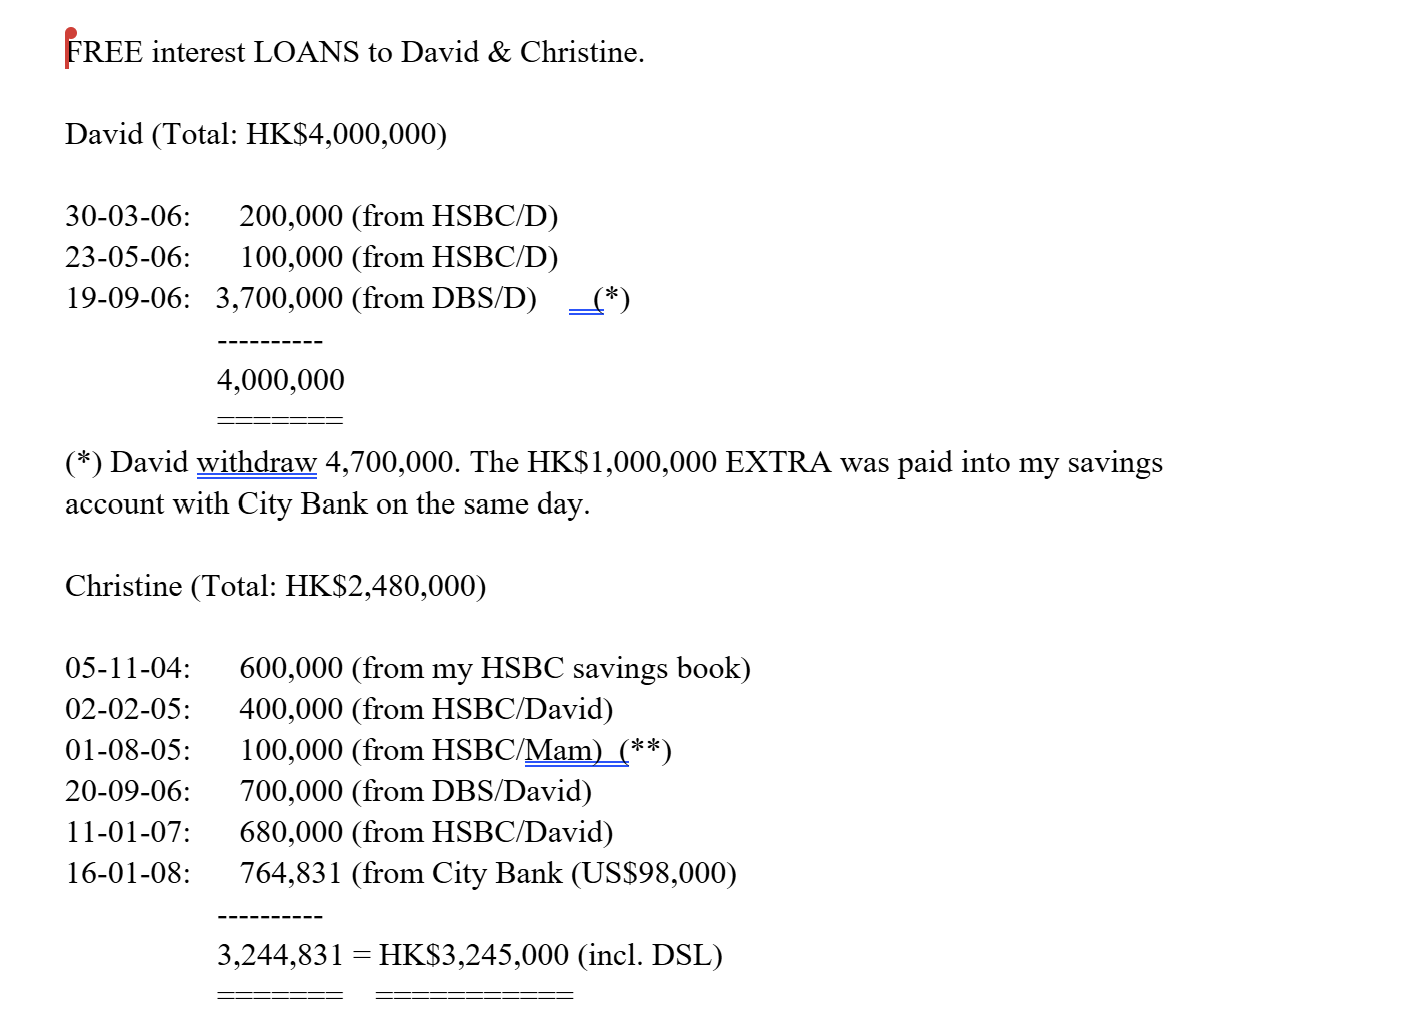 FREE interest LOANS to David & Christine.
David (Total: HK$4,000,000)
30-03-06: 200,000 (from HSBC/D)
23-05-06: 100,000 (from HSBC/D)
19-09-06: 3,700,000 (from DBS/D) (*)
----------
4,000,000
=======
(*) David withdraw 4,700,000. The HK$1,000,000 EXTRA was paid into my savings
account with City Bank on the same day.
Christine (Total: HK$2,480,000)
05-11-04: 600,000 (from my HSBC savings book)
02-02-05: 400,000 (from HSBC/David)
01-08-05: 100,000 (from HSBC/Mam) (**)
20-09-06: 700,000 (from DBS/David)
11-01-07: 680,000 (from HSBC/David)
16-01-08: 764,831 (from City Bank (US$98,000)
----------
3,244,831 = HK$3,245,000 (incl. DSL)
======= ===========